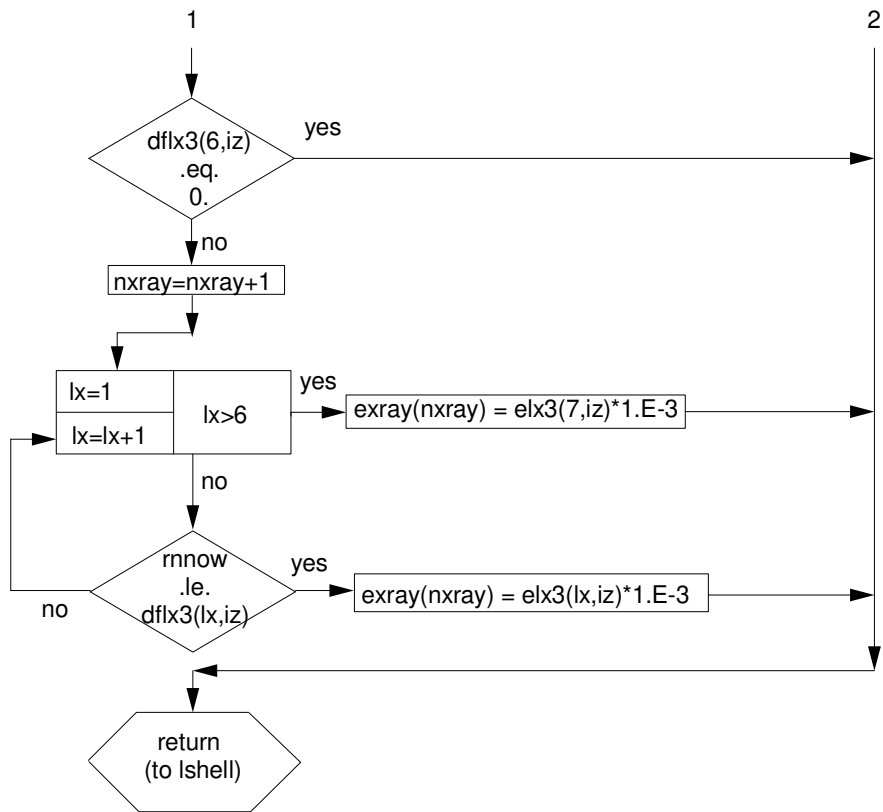 1
2
dflx3(6,iz)
.eq.
0.
yes
no
nxray=nxray+1
lx=1
lx=lx+1
lx>6
yes
exray(nxray) = elx3(7,iz)*1.E-3
no
rnnow
.le.
dflx3(lx,iz)
yes
no
exray(nxray) = elx3(lx,iz)*1.E-3
return
(to lshell)